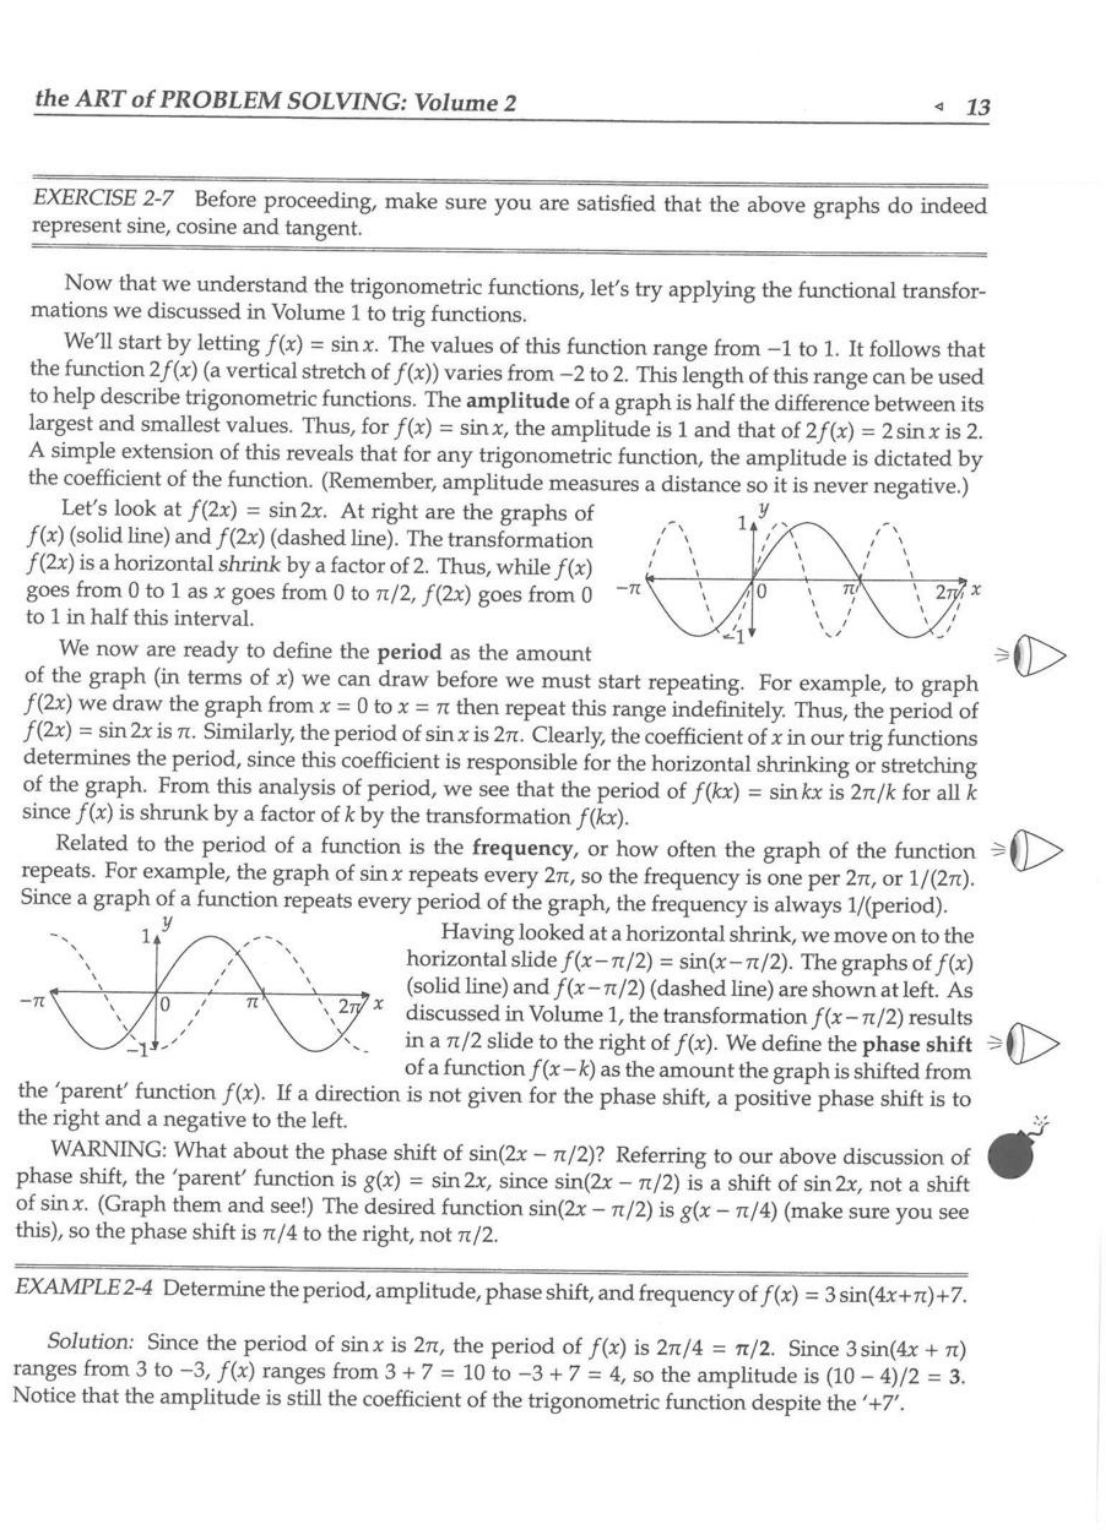 the ART of PROBLEM SOLVING: Volume 2 ◃ 13
EXERCISE 2-7 Before proceeding, make sure you are satisfied that the above graphs do indeed
represent sine, cosine and tangent.
Now that we understand the trigonometric functions, let's try applying the functional transfor-
mations we discussed in Volume 1 to trig functions.
We'll start by letting f(x) = sin x. The values of this function range from −1 to 1. It follows that
the function 2f(x) (a vertical stretch of f(x)) varies from −2 to 2. This length of this range can be used
to help describe trigonometric functions. The amplitude of a graph is half the difference between its
largest and smallest values. Thus, for f(x) = sin x, the amplitude is 1 and that of 2f(x) = 2 sin x is 2.
A simple extension of this reveals that for any trigonometric function, the amplitude is dictated by
the coefficient of the function. (Remember, amplitude measures a distance so it is never negative.)
Let's look at f(2x) = sin 2x. At right are the graphs of
f(x) (solid line) and f(2x) (dashed line). The transformation
f(2x) is a horizontal shrink by a factor of 2. Thus, while f(x)
goes from 0 to 1 as x goes from 0 to π/2, f(2x) goes from 0
to 1 in half this interval.
y
1
−π 0 π 2π x
−1
We now are ready to define the period as the amount
of the graph (in terms of x) we can draw before we must start repeating. For example, to graph
f(2x) we draw the graph from x = 0 to x = π then repeat this range indefinitely. Thus, the period of
f(2x) = sin 2x is π. Similarly, the period of sin x is 2π. Clearly, the coefficient of x in our trig functions
determines the period, since this coefficient is responsible for the horizontal shrinking or stretching
of the graph. From this analysis of period, we see that the period of f(kx) = sin kx is 2π/k for all k
since f(x) is shrunk by a factor of k by the transformation f(kx).
Related to the period of a function is the frequency, or how often the graph of the function
repeats. For example, the graph of sin x repeats every 2π, so the frequency is one per 2π, or 1/(2π).
Since a graph of a function repeats every period of the graph, the frequency is always 1/(period).
y
1
−π 0 π 2π x
−1
Having looked at a horizontal shrink, we move on to the
horizontal slide f(x−π/2) = sin(x−π/2). The graphs of f(x)
(solid line) and f(x−π/2) (dashed line) are shown at left. As
discussed in Volume 1, the transformation f(x−π/2) results
in a π/2 slide to the right of f(x). We define the phase shift
of a function f(x−k) as the amount the graph is shifted from
the 'parent' function f(x). If a direction is not given for the phase shift, a positive phase shift is to
the right and a negative to the left.
WARNING: What about the phase shift of sin(2x − π/2)? Referring to our above discussion of
phase shift, the 'parent' function is g(x) = sin 2x, since sin(2x − π/2) is a shift of sin 2x, not a shift
of sin x. (Graph them and see!) The desired function sin(2x − π/2) is g(x − π/4) (make sure you see
this), so the phase shift is π/4 to the right, not π/2.
EXAMPLE 2-4 Determine the period, amplitude, phase shift, and frequency of f(x) = 3 sin(4x+π)+7.
Solution: Since the period of sin x is 2π, the period of f(x) is 2π/4 = π/2. Since 3 sin(4x + π)
ranges from 3 to −3, f(x) ranges from 3 + 7 = 10 to −3 + 7 = 4, so the amplitude is (10 − 4)/2 = 3.
Notice that the amplitude is still the coefficient of the trigonometric function despite the '+7'.